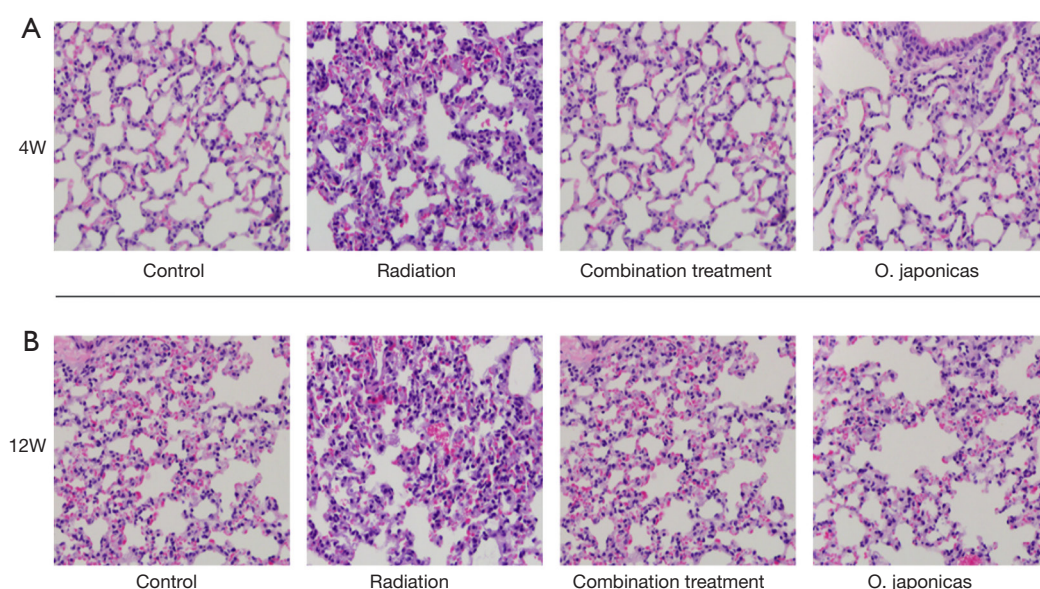 A
4W
Control Radiation Combination treatment O. japonicas
B
12W
Control Radiation Combination treatment O. japonicas